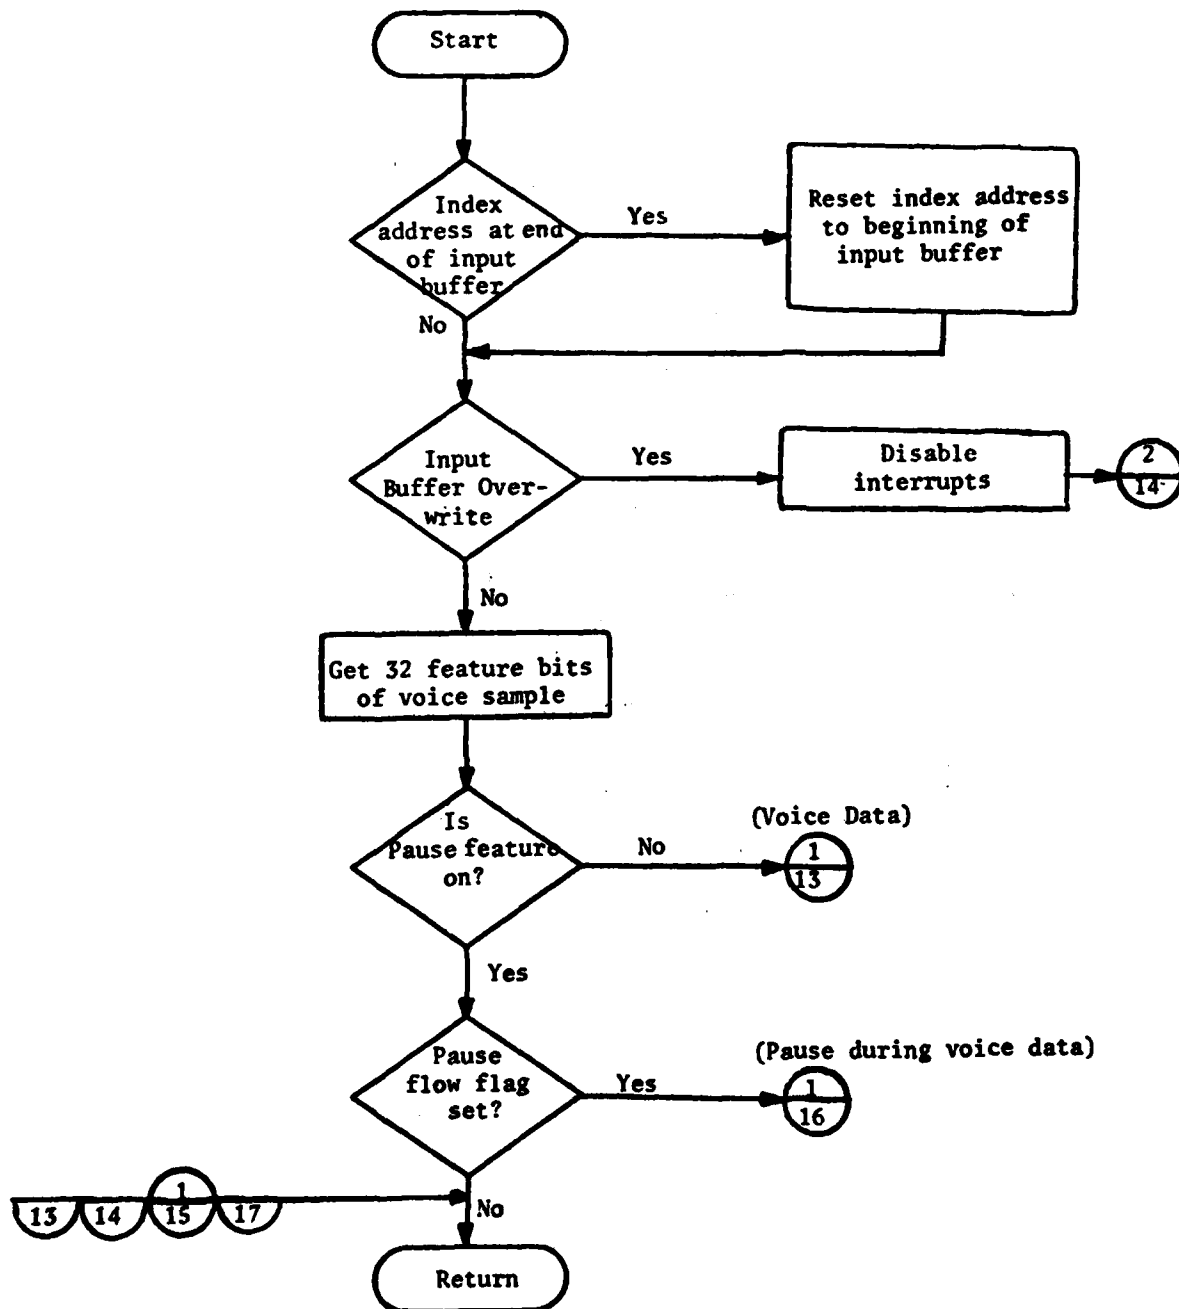 Start
Index
address at end
of input
buffer
Yes
Reset index address
to beginning of
input buffer
No
Input
Buffer Over-
write
Yes
Disable
interrupts
2
14
No
Get 32 feature bits
of voice sample
Is
Pause feature
on?
No
(Voice Data)
1
13
Yes
Pause
flow flag
set?
Yes
(Pause during voice data)
1
16
1
13 14 15 17
No
Return